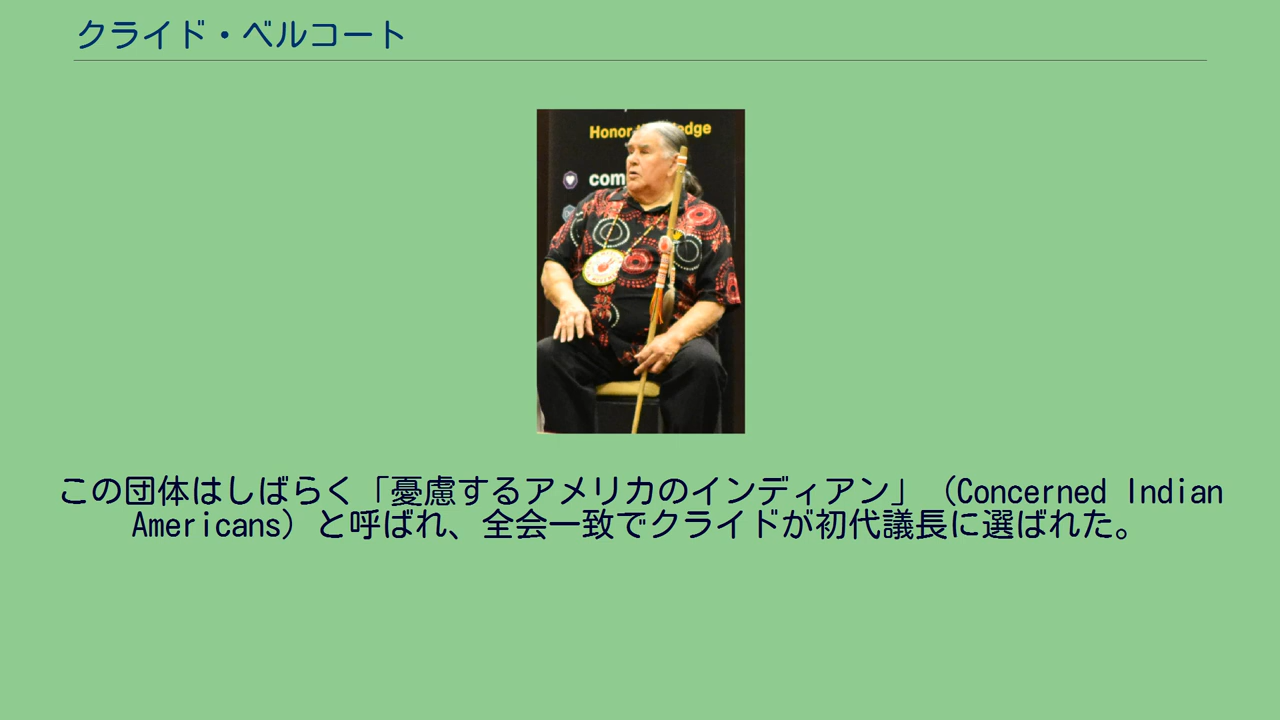 クライド・ベルコート
Honor
edge
com
この団体はしばらく「憂慮するアメリカのインディアン」（Concerned Indian
Americans）と呼ばれ、全会一致でクライドが初代議長に選ばれた。